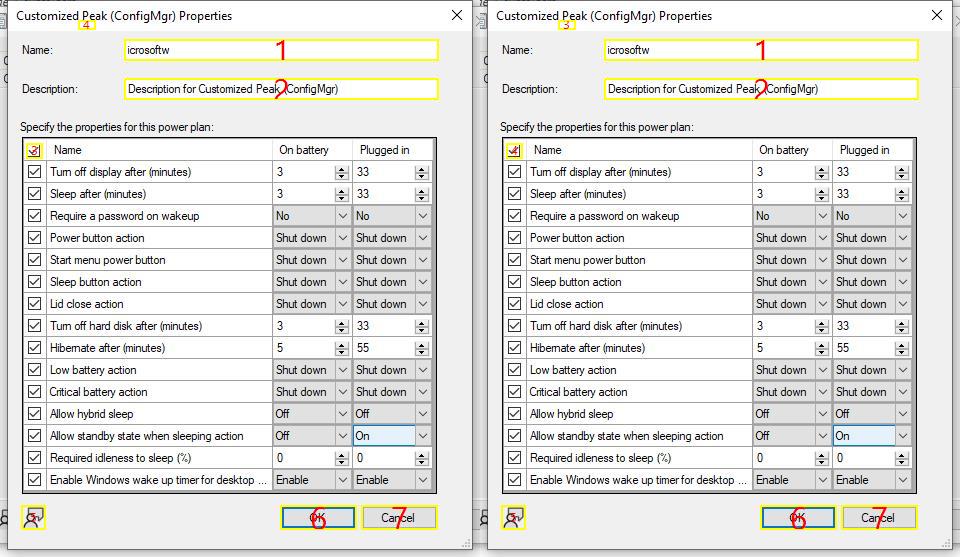 Customized Peak (ConfigMgr) Properties
4
Name: icrosoftw 1
Description: Description for Customized Peak (ConfigMgr) 2
Specify the properties for this power plan:
3 Name On battery Plugged in
Turn off display after (minutes) 3 33
Sleep after (minutes) 3 33
Require a password on wakeup No No
Power button action Shut down Shut down
Start menu power button Shut down Shut down
Sleep button action Shut down Shut down
Lid close action Shut down Shut down
Turn off hard disk after (minutes) 3 33
Hibernate after (minutes) 5 55
Low battery action Shut down Shut down
Critical battery action Shut down Shut down
Allow hybrid sleep Off Off
Allow standby state when sleeping action Off On
Required idleness to sleep (%) 0 0
Enable Windows wake up timer for desktop ... Enable Enable
5 OK 6 Cancel 7
Customized Peak (ConfigMgr) Properties
3
Name: icrosoftw 1
Description: Description for Customized Peak (ConfigMgr) 2
Specify the properties for this power plan:
4 Name On battery Plugged in
Turn off display after (minutes) 3 33
Sleep after (minutes) 3 33
Require a password on wakeup No No
Power button action Shut down Shut down
Start menu power button Shut down Shut down
Sleep button action Shut down Shut down
Lid close action Shut down Shut down
Turn off hard disk after (minutes) 3 33
Hibernate after (minutes) 5 55
Low battery action Shut down Shut down
Critical battery action Shut down Shut down
Allow hybrid sleep Off Off
Allow standby state when sleeping action Off On
Required idleness to sleep (%) 0 0
Enable Windows wake up timer for desktop ... Enable Enable
5 OK 6 Cancel 7